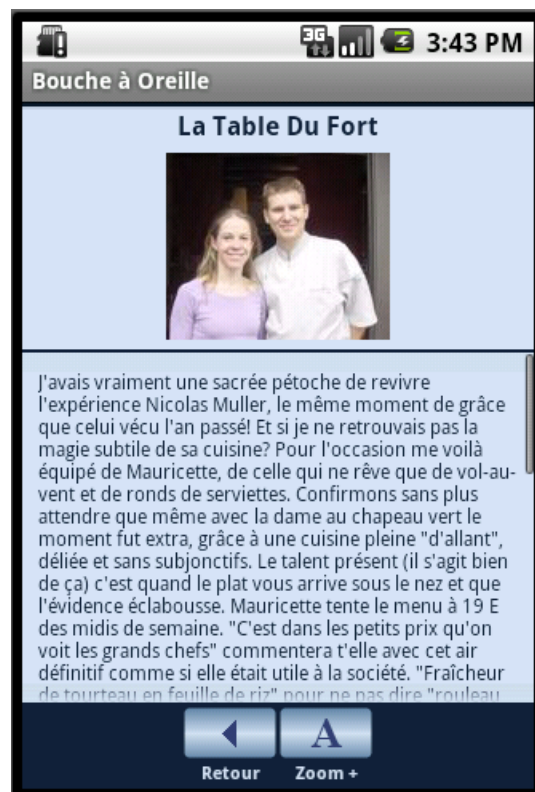 3G 3:43 PM
Bouche à Oreille
La Table Du Fort
J'avais vraiment une sacrée pétoche de revivre
l'expérience Nicolas Muller, le même moment de grâce
que celui vécu l'an passé! Et si je ne retrouvais pas la
magie subtile de sa cuisine? Pour l'occasion me voilà
équipé de Mauricette, de celle qui ne rêve que de vol-au-
vent et de ronds de serviettes. Confirmons sans plus
attendre que même avec la dame au chapeau vert le
moment fut extra, grâce à une cuisine pleine "d'allant",
déliée et sans subjonctifs. Le talent présent (il s'agit bien
de ça) c'est quand le plat vous arrive sous le nez et que
l'évidence éclabousse. Mauricette tente le menu à 19 E
des midis de semaine. "C'est dans les petits prix qu'on
voit les grands chefs" commentera t'elle avec cet air
définitif comme si elle était utile à la société. "Fraîcheur
de tourteau en feuille de riz" pour ne pas dire "rouleau
A
Retour Zoom +